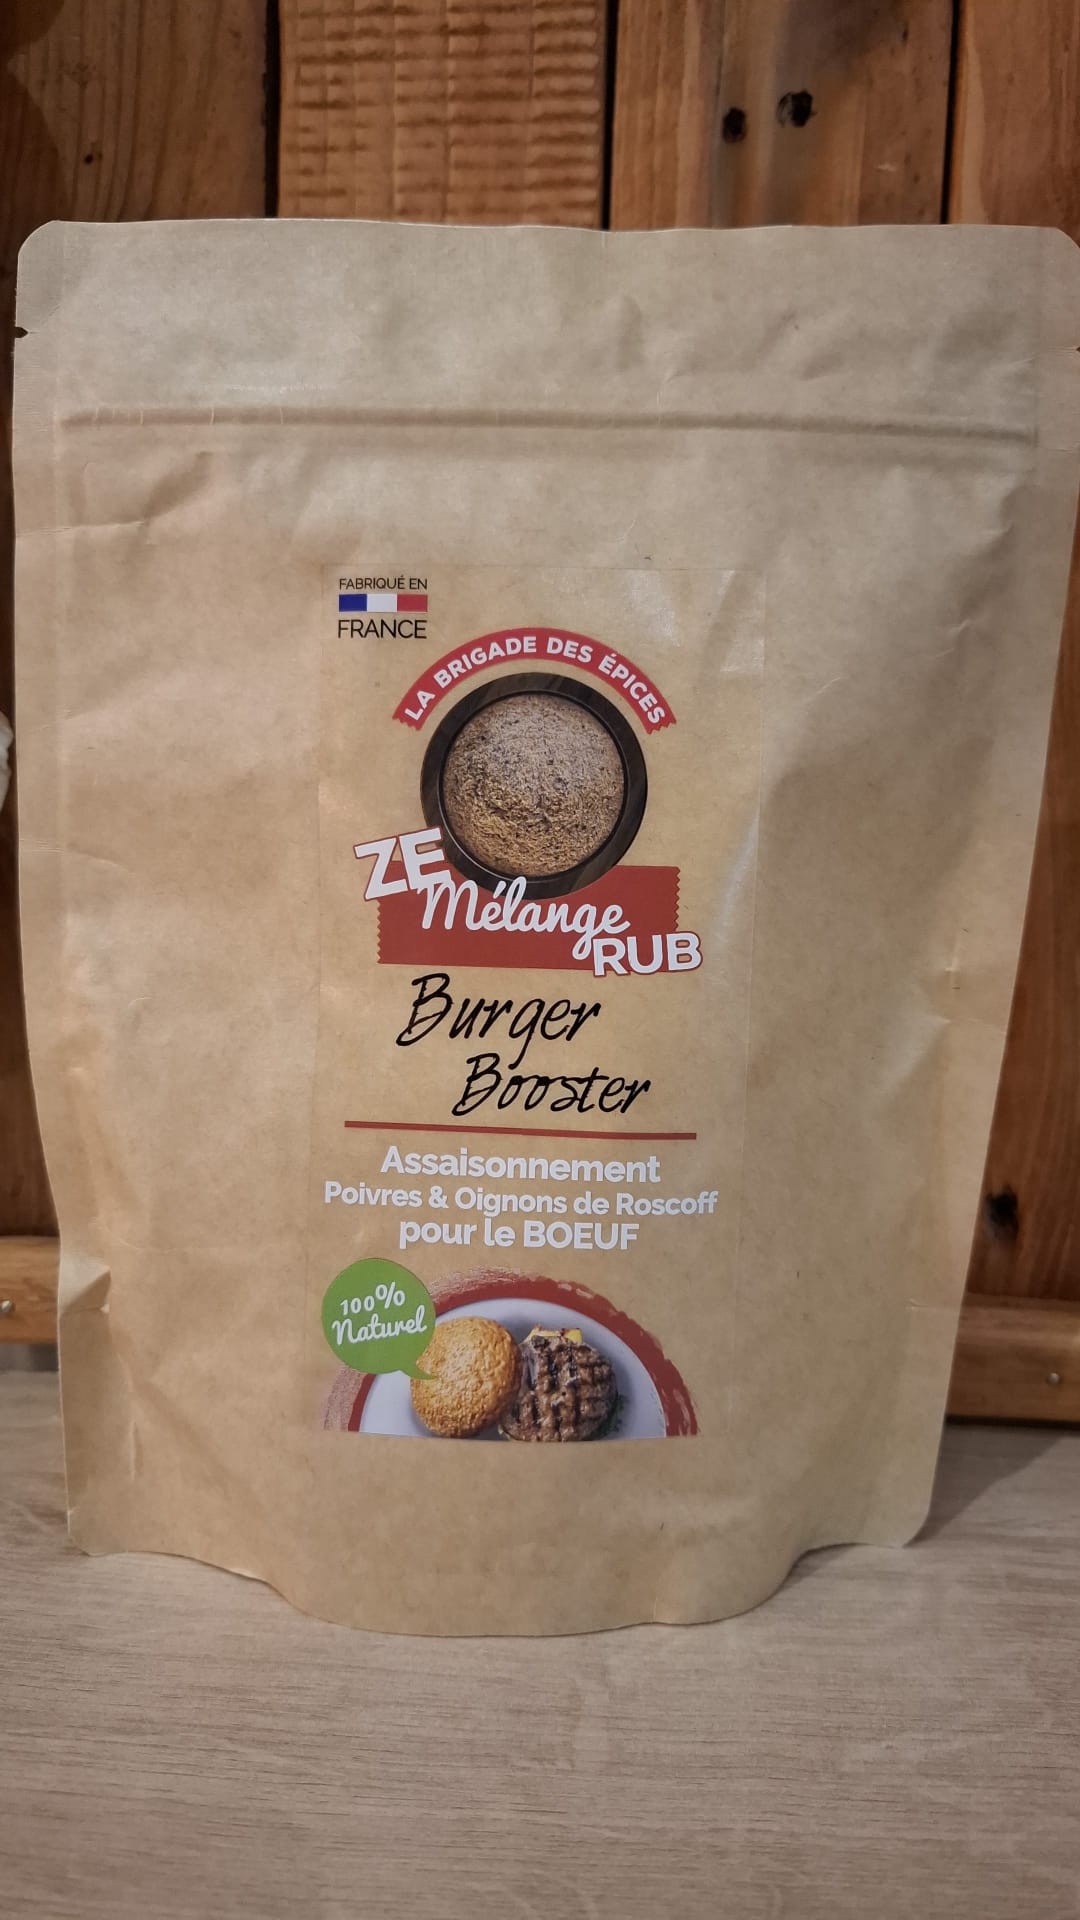 FABRIQUÉ EN
FRANCE
LA BRIGADE DES ÉPICES
ZE
Mélange
RUB
Burger
Booster
Assaisonnement
Poivres & Oignons de Roscoff
pour le BOEUF
100%
Naturel